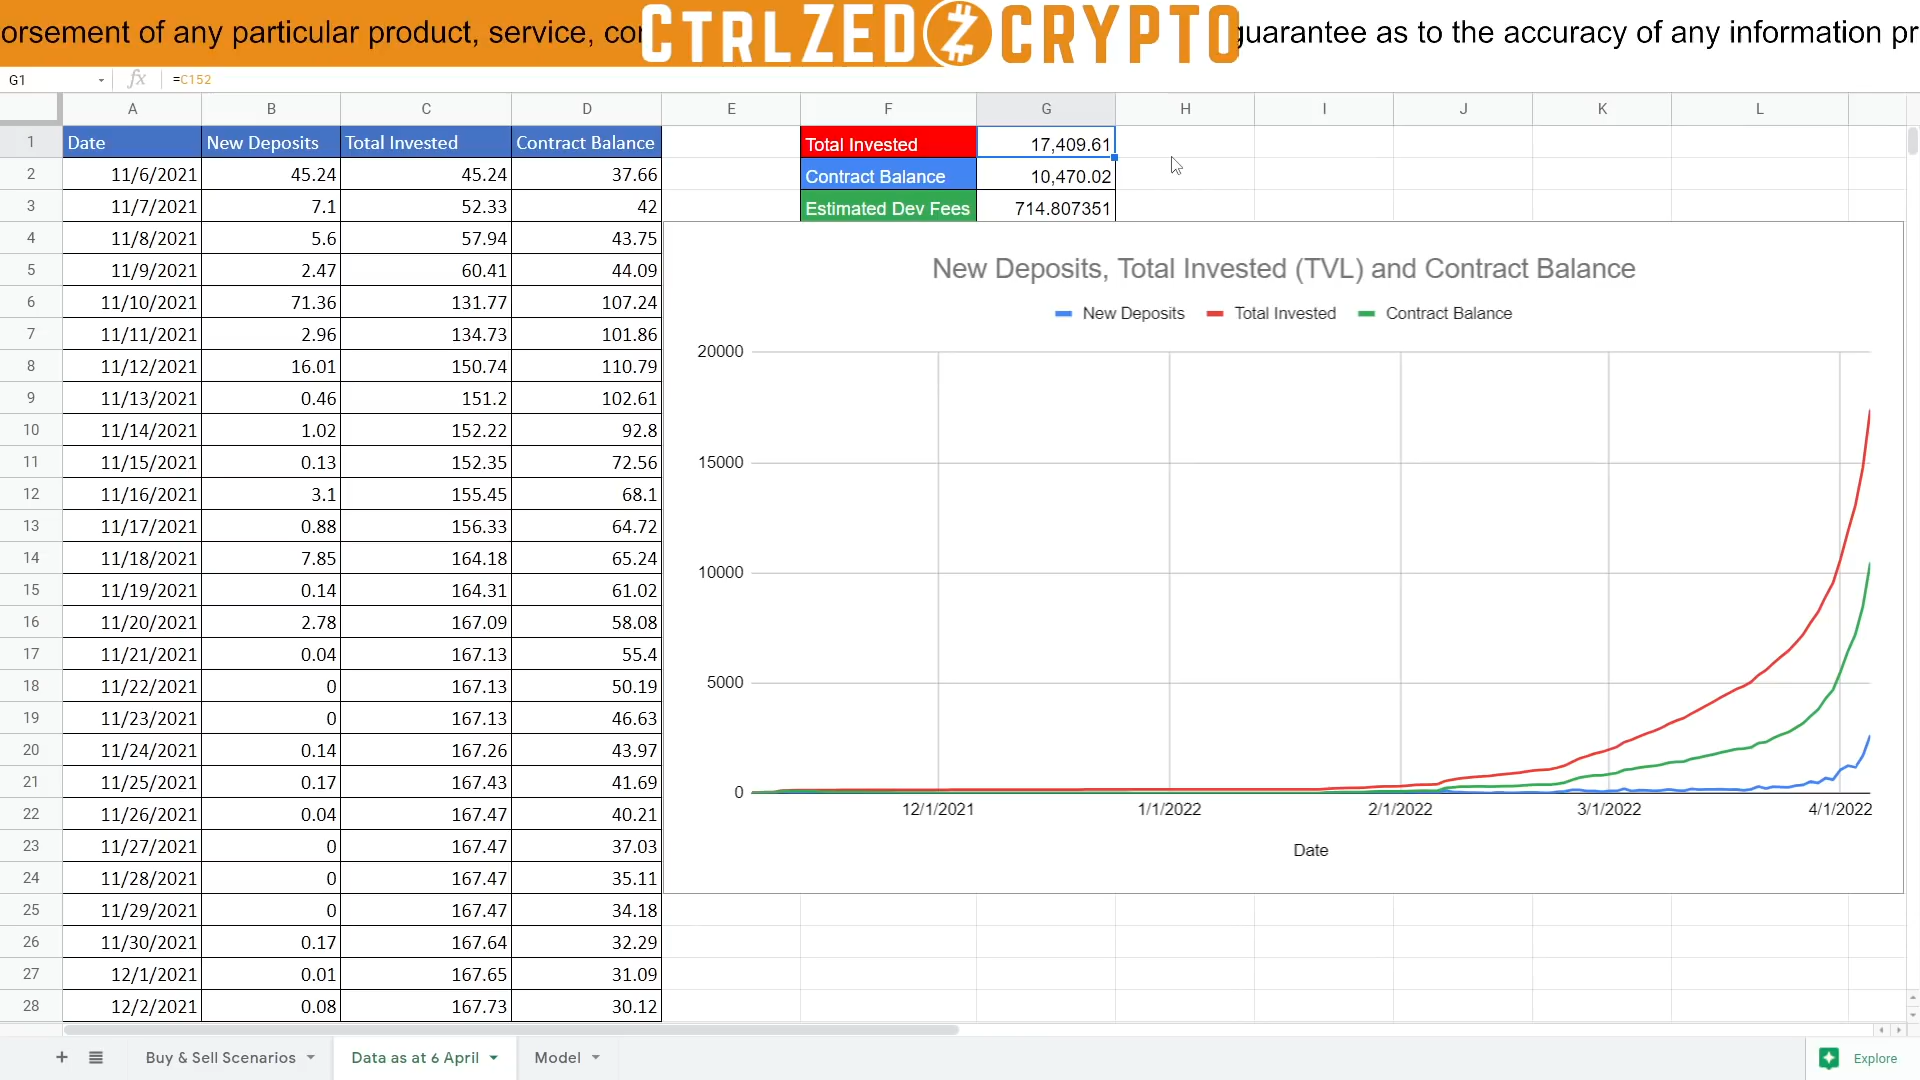 orsement of any particular product, service, co
CTRLZED CRYPTO
guarantee as to the accuracy of any information pr
G1 fx =C152
A B C D E F G H I J K L
1 Date New Deposits Total Invested Contract Balance Total Invested 17,409.61
2 11/6/2021 45.24 45.24 37.66 Contract Balance 10,470.02
3 11/7/2021 7.1 52.33 42 Estimated Dev Fees 714.807351
4 11/8/2021 5.6 57.94 43.75
5 11/9/2021 2.47 60.41 44.09
6 11/10/2021 71.36 131.77 107.24
7 11/11/2021 2.96 134.73 101.86
8 11/12/2021 16.01 150.74 110.79
9 11/13/2021 0.46 151.2 102.61
10 11/14/2021 1.02 152.22 92.8
11 11/15/2021 0.13 152.35 72.56
12 11/16/2021 3.1 155.45 68.1
13 11/17/2021 0.88 156.33 64.72
14 11/18/2021 7.85 164.18 65.24
15 11/19/2021 0.14 164.31 61.02
16 11/20/2021 2.78 167.09 58.08
17 11/21/2021 0.04 167.13 55.4
18 11/22/2021 0 167.13 50.19
19 11/23/2021 0 167.13 46.63
20 11/24/2021 0.14 167.26 43.97
21 11/25/2021 0.17 167.43 41.69
22 11/26/2021 0.04 167.47 40.21
23 11/27/2021 0 167.47 37.03
24 11/28/2021 0 167.47 35.11
25 11/29/2021 0 167.47 34.18
26 11/30/2021 0.17 167.64 32.29
27 12/1/2021 0.01 167.65 31.09
28 12/2/2021 0.08 167.73 30.12
New Deposits, Total Invested (TVL) and Contract Balance
New Deposits Total Invested Contract Balance
20000
15000
10000
5000
0
12/1/2021 1/1/2022 2/1/2022 3/1/2022 4/1/2022
Date
Buy & Sell Scenarios Data as at 6 April Model Explore